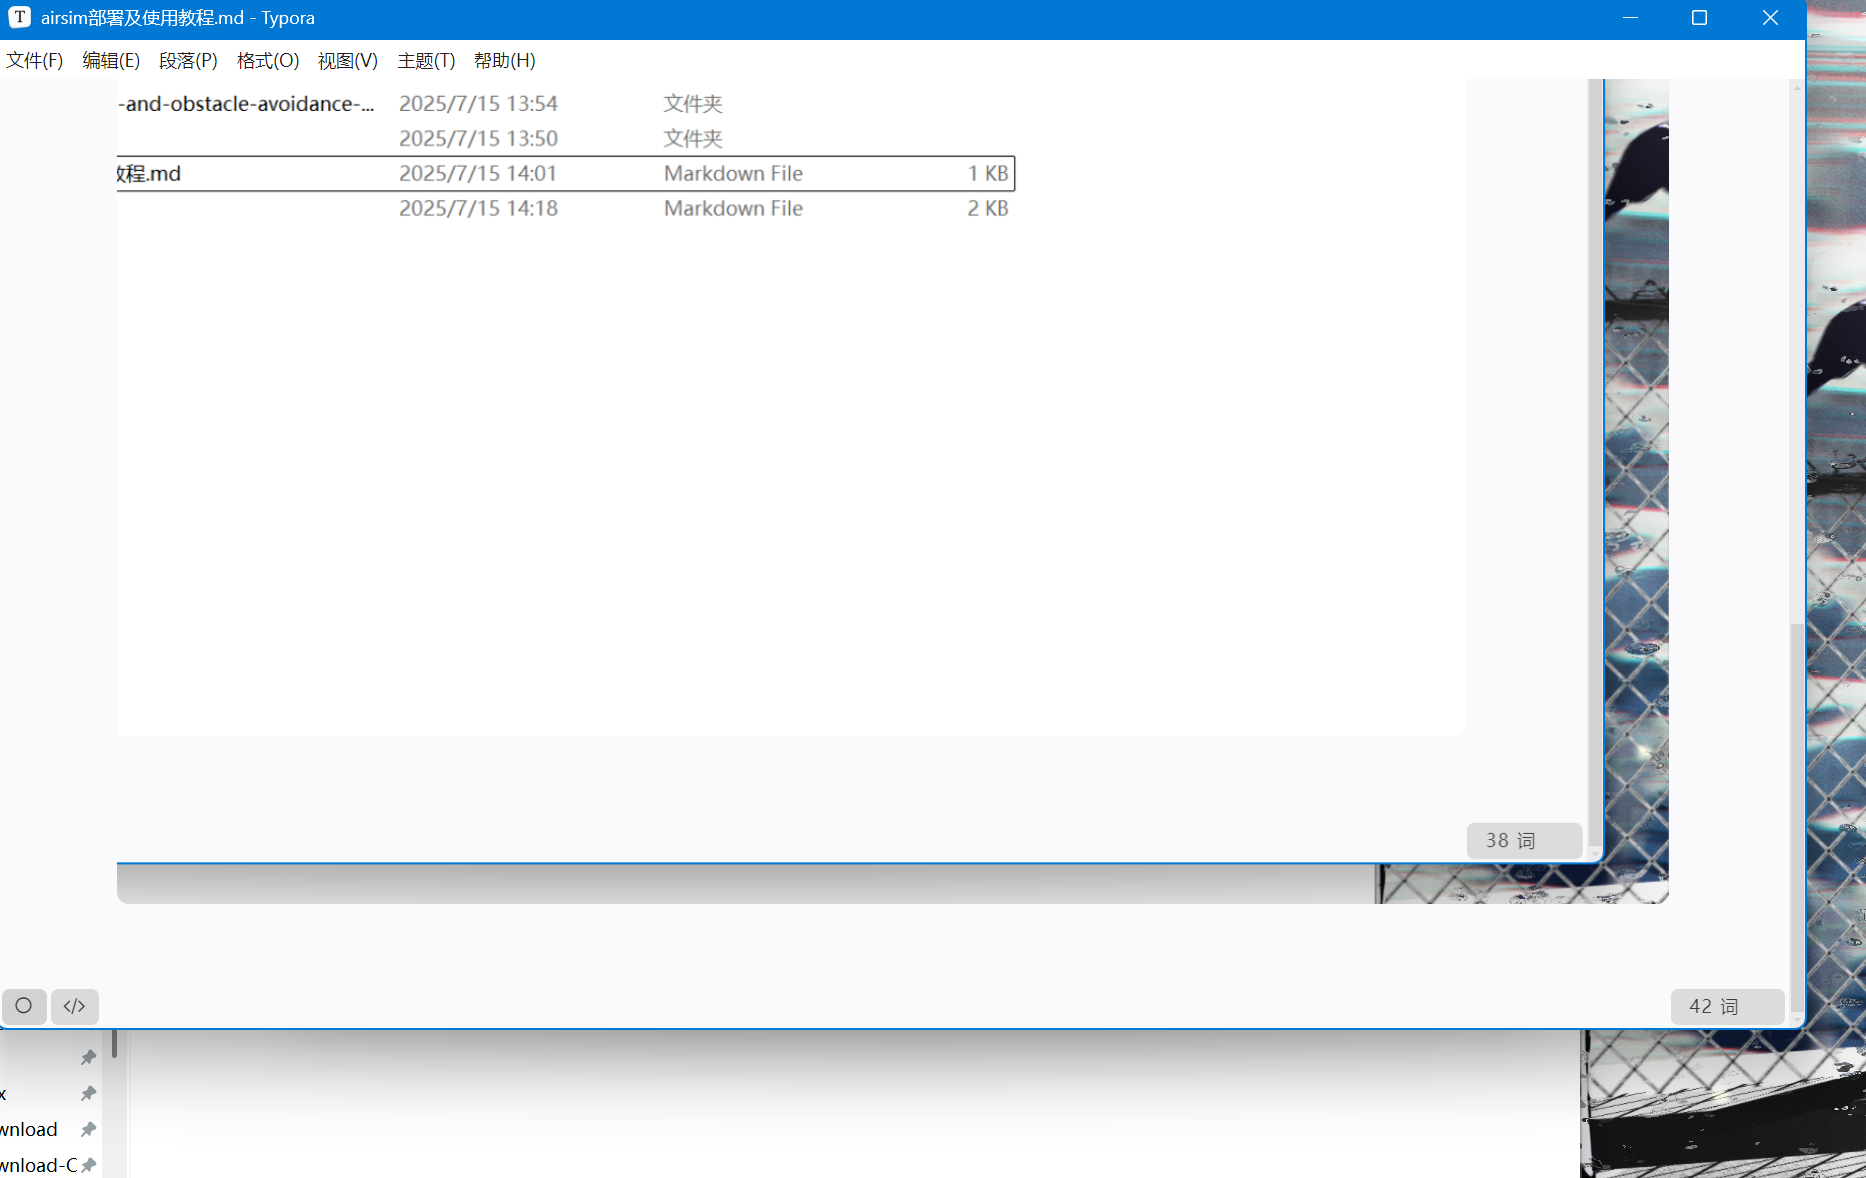 T airsim部署及使用教程.md - Typora
文件(F) 编辑(E) 段落(P) 格式(O) 视图(V) 主题(T) 帮助(H)
-and-obstacle-avoidance-... 2025/7/15 13:54 文件夹
2025/7/15 13:50 文件夹
程.md 2025/7/15 14:01 Markdown File 1 KB
2025/7/15 14:18 Markdown File 2 KB
38 词
</> 42 词
x
wnload
wnload-C